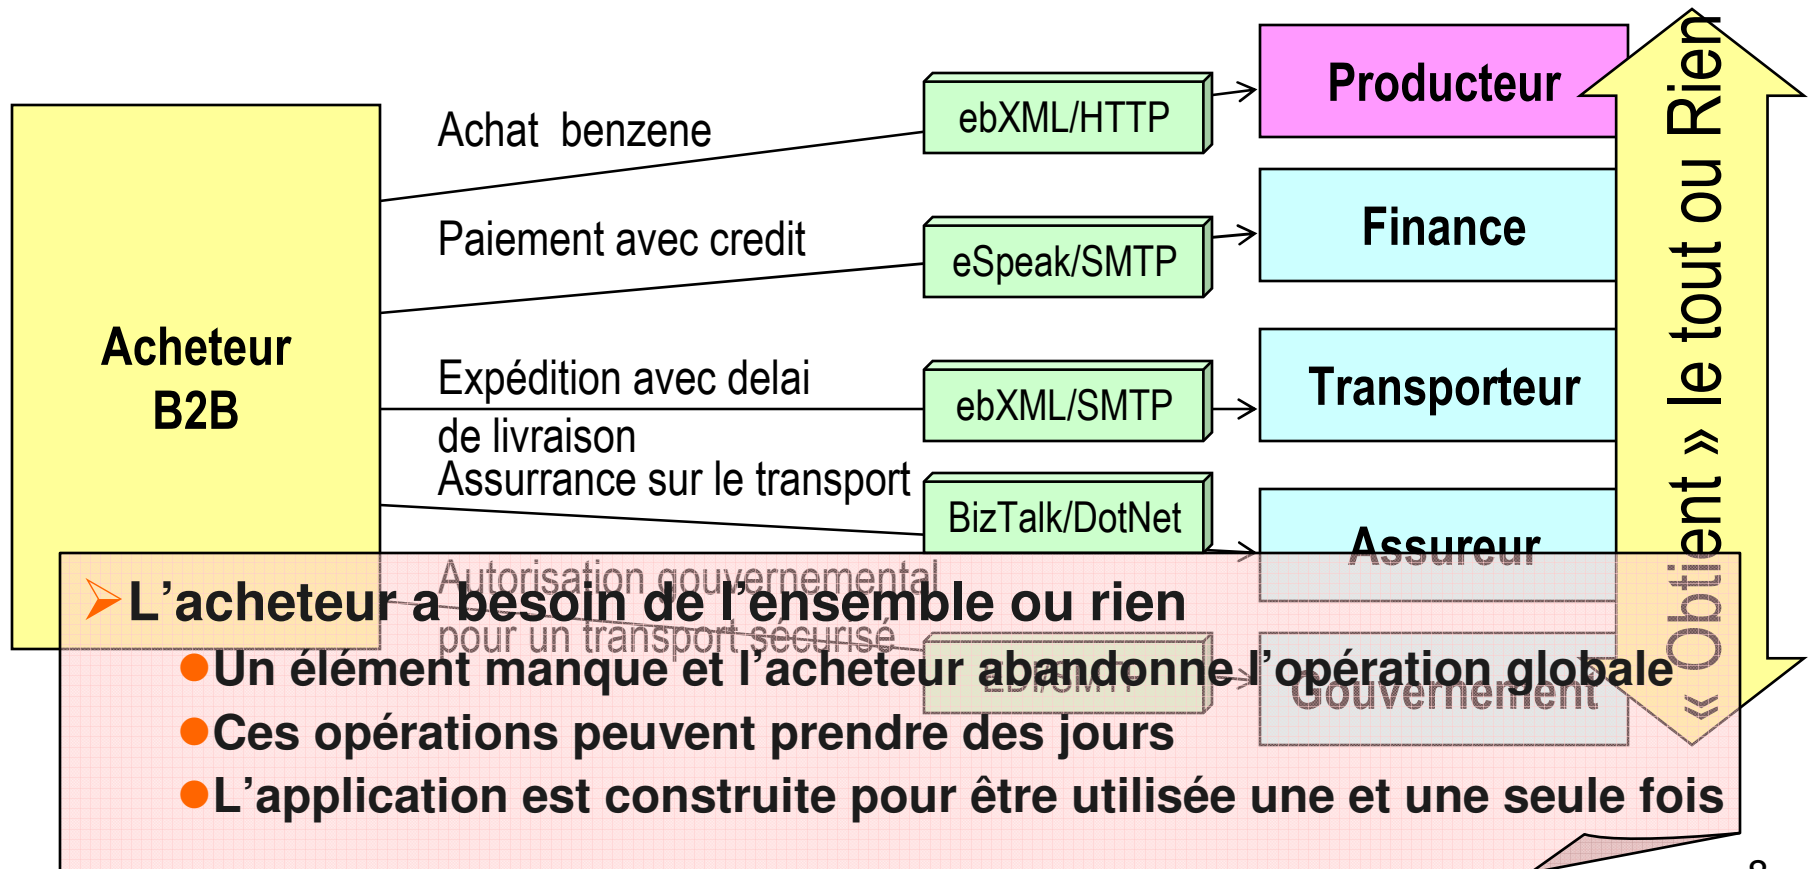 Acheteur
B2B
Achat benzene
ebXML/HTTP
Producteur
Paiement avec credit
eSpeak/SMTP
Finance
Expédition avec delai
de livraison
ebXML/SMTP
Transporteur
Assurrance sur le transport
BizTalk/DotNet
Assureur
Autorisation gouvernemental
pour un transport sécurisé
EDI/SMTP
Gouvernement
« Obtient » le tout ou Rien
L’acheteur a besoin de l’ensemble ou rien
Un élément manque et l’acheteur abandonne l’opération globale
Ces opérations peuvent prendre des jours
L’application est construite pour être utilisée une et une seule fois